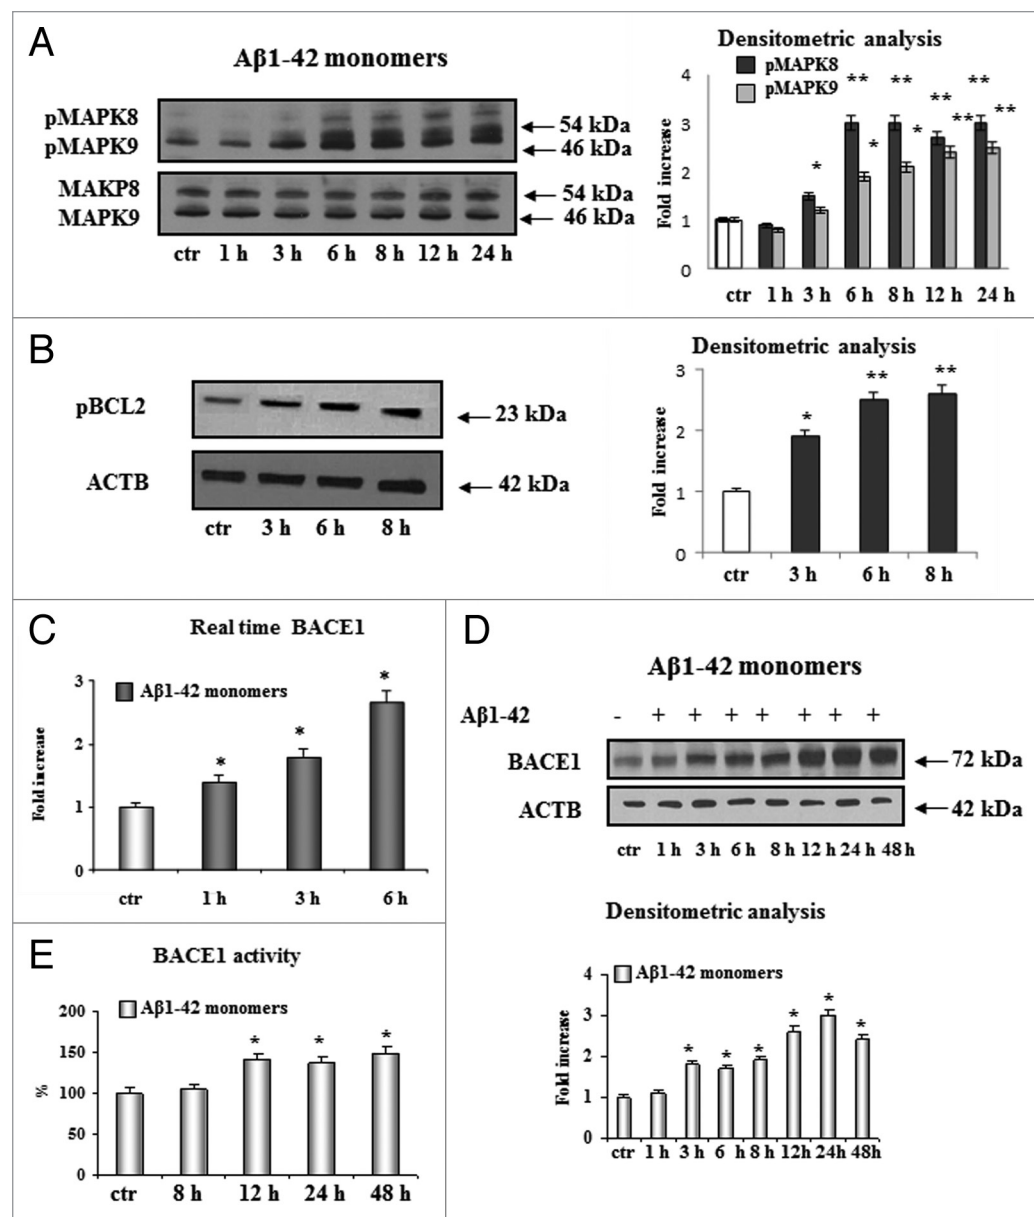 A
Aβ1-42 monomers
pMAPK8
pMAPK9
54 kDa
46 kDa
MAKP8
MAPK9
54 kDa
46 kDa
ctr 1 h 3 h 6 h 8 h 12 h 24 h
Densitometric analysis
pMAPK8
pMAPK9
Fold increase
4
3
2
1
0
** ** ** **
* * ** ** *
ctr 1 h 3 h 6 h 8 h 12 h 24 h
B
pBCL2
23 kDa
ACTB
42 kDa
ctr 3 h 6 h 8 h
Densitometric analysis
Fold increase
3
2
1
0
* ** **
ctr 3 h 6 h 8 h
C
Real time BACE1
Aβ1-42 monomers
Fold increase
3
2
1
0
* * *
ctr 1 h 3 h 6 h
D
Aβ1-42 monomers
Aβ1-42 - + + + + + + +
BACE1
72 kDa
ACTB
42 kDa
ctr 1 h 3 h 6 h 8 h 12 h 24 h 48 h
Densitometric analysis
Aβ1-42 monomers
Fold increase
4
3
2
1
0
* * * * * *
ctr 1 h 3 h 6 h 8 h 12h 24h 48h
E
BACE1 activity
Aβ1-42 monomers
%
200
150
100
50
0
* * *
ctr 8 h 12 h 24 h 48 h